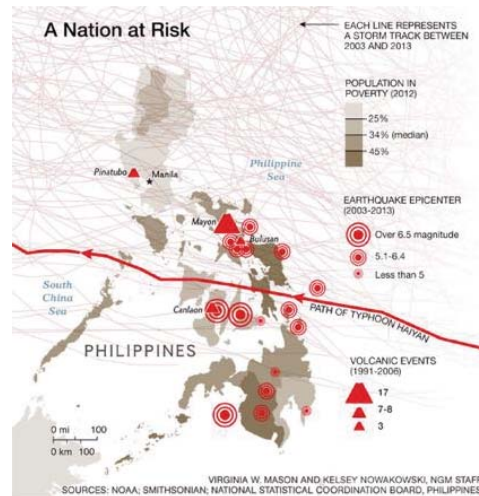 A Nation at Risk
EACH LINE REPRESENTS
A STORM TRACK BETWEEN
2003 AND 2013
POPULATION IN
POVERTY (2012)
25%
34% (median)
45%
Pinatubo
Manila
Philippine
Sea
EARTHQUAKE EPICENTER
(2003-2013)
Over 6.5 magnitude
5.1-6.4
Less than 5
Mayon
Bulusan
South
China
Sea
Canlaon
PATH OF TYPHOON HAIYAN
PHILIPPINES
VOLCANIC EVENTS
(1991-2006)
17
7-8
3
0 mi 100
0 km 100
VIRGINIA W. MASON AND KELSEY NOWAKOWSKI, NGM STAFF
SOURCES: NOAA; SMITHSONIAN; NATIONAL STATISTICAL COORDINATION BOARD, PHILIPPINES